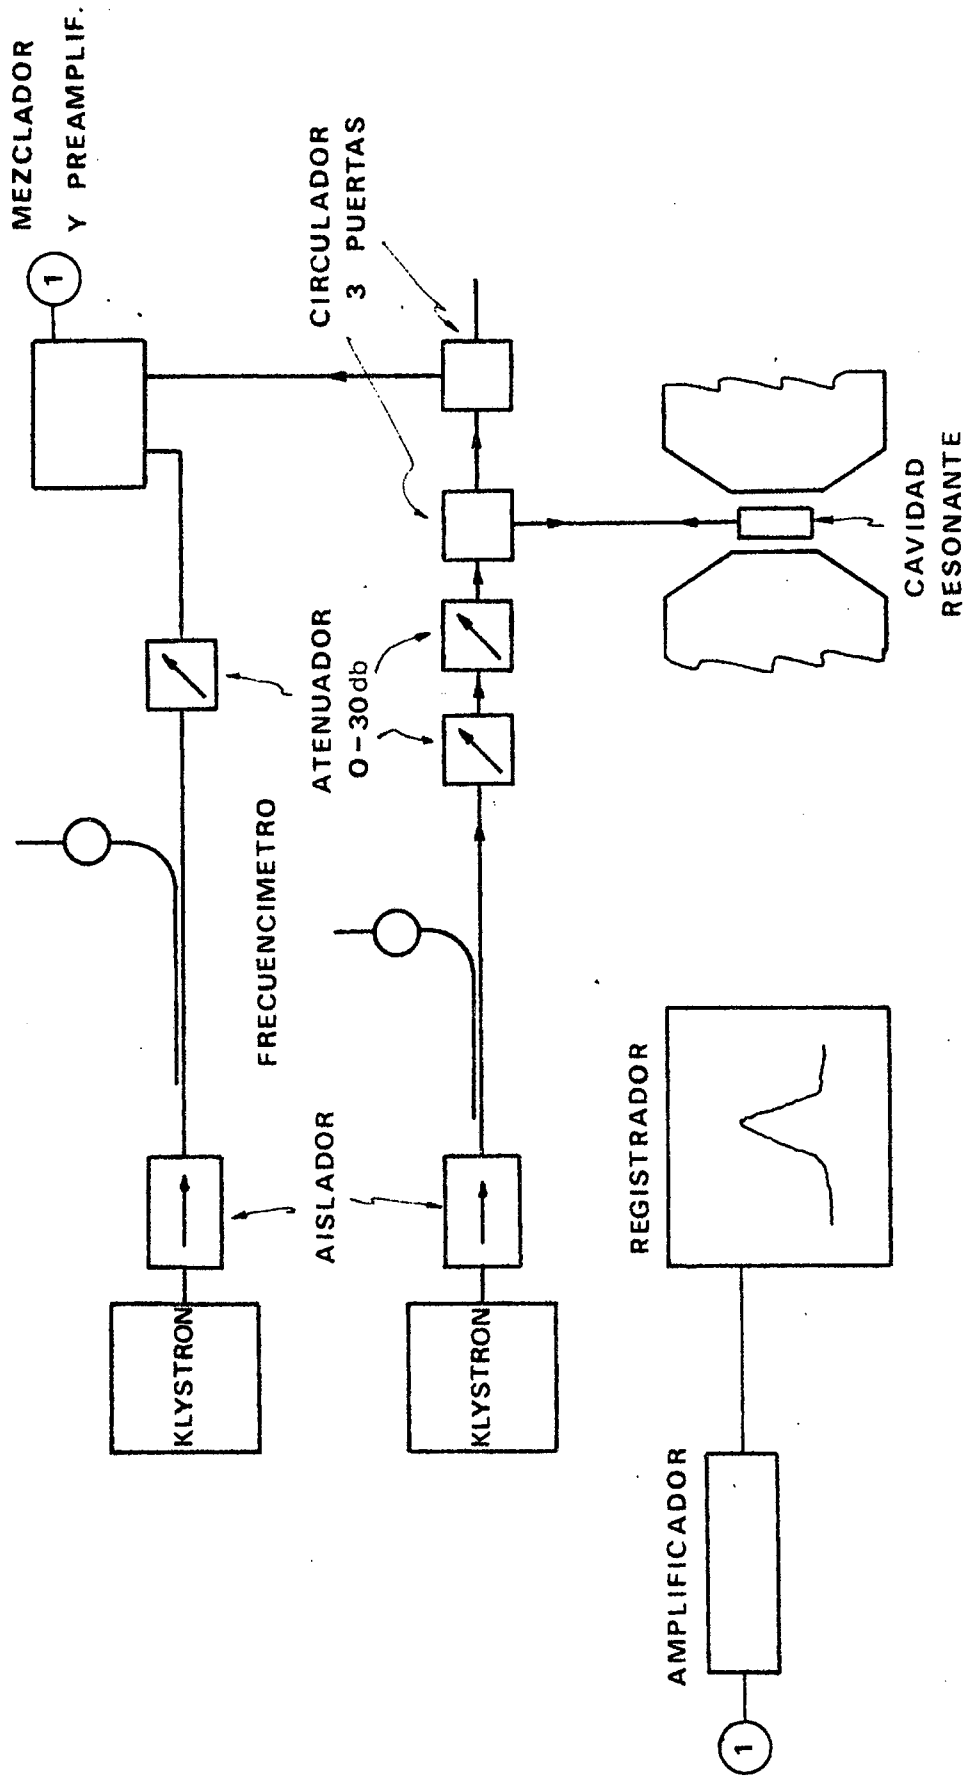 MEZCLADOR
Y PREAMPLIF.
1
CIRCULADOR
3 PUERTAS
ATENUADOR
0-30db
FRECUENCIMETRO
AISLADOR
KLYSTRON
KLYSTRON
CAVIDAD
RESONANTE
REGISTRADOR
AMPLIFICADOR
1